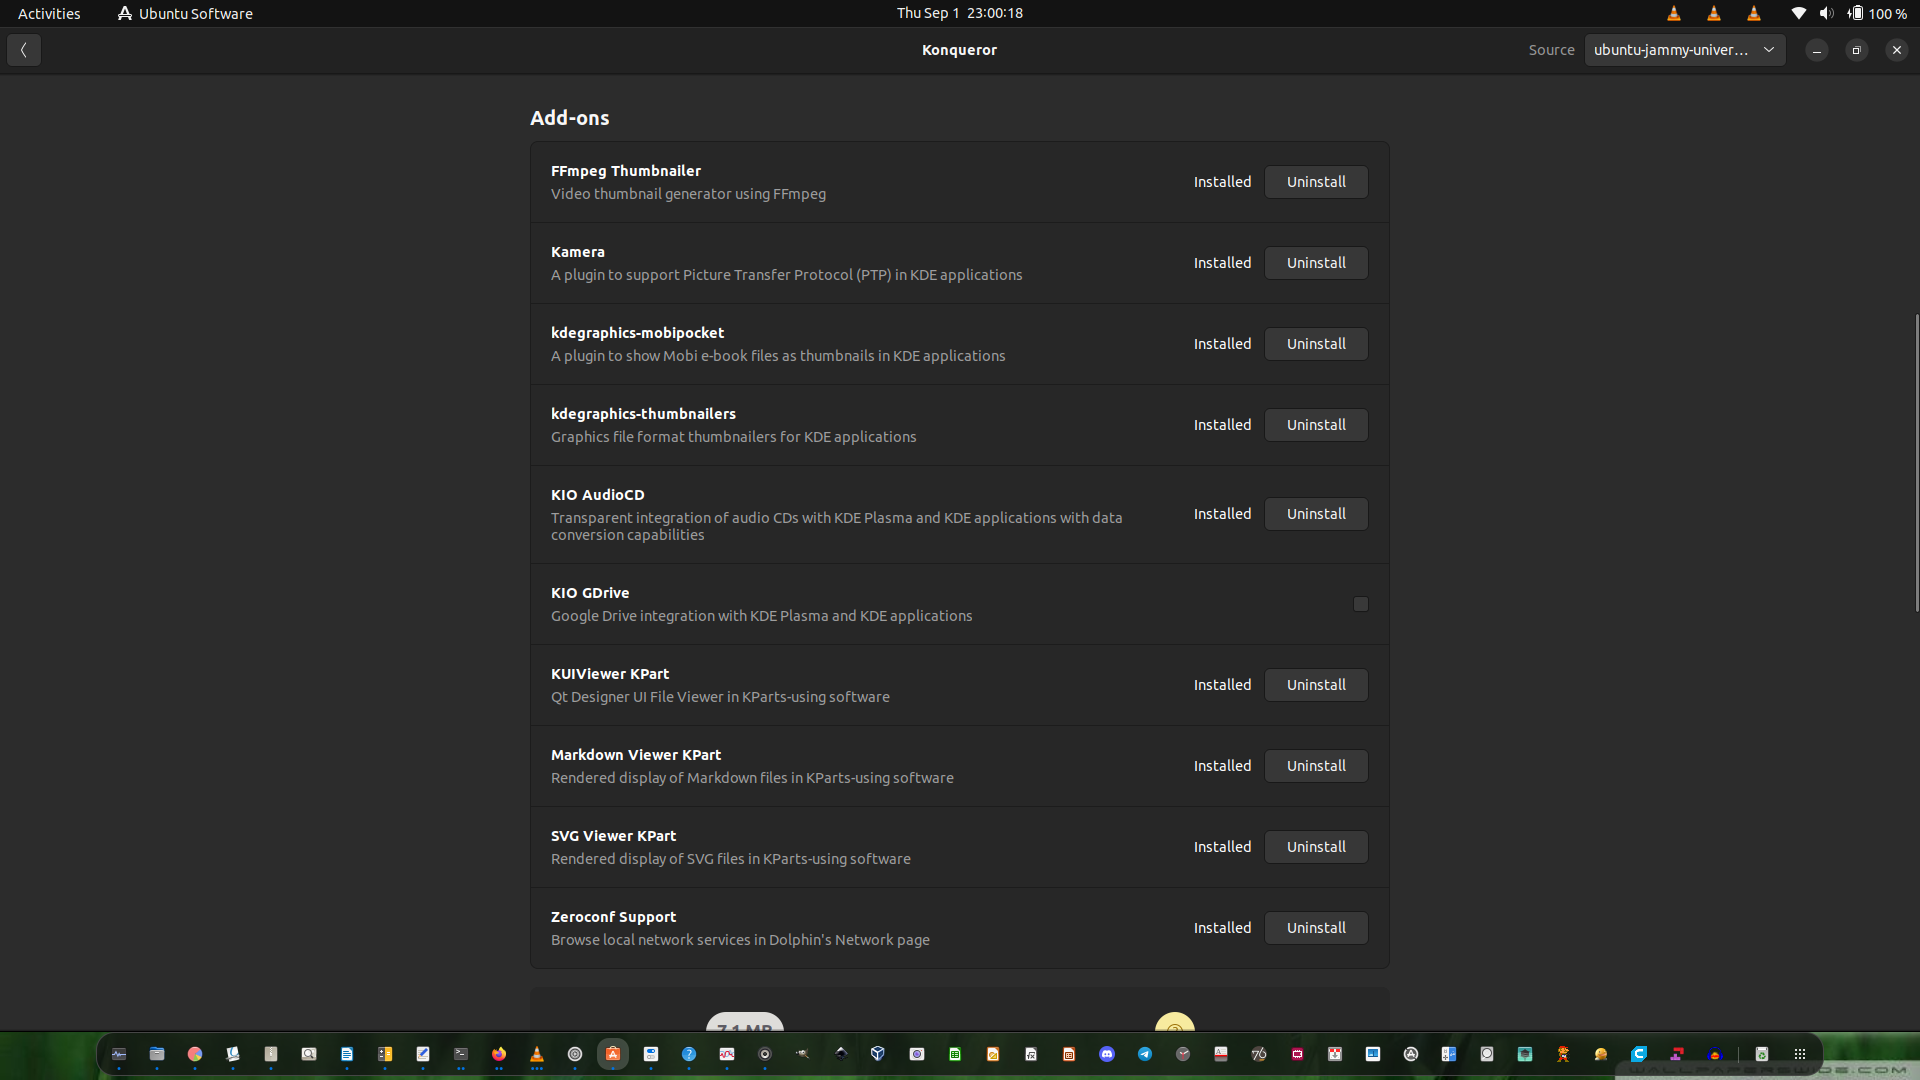 Activities
Ubuntu Software
Thu Sep 1 23:00:18
100 %
Konqueror
Source
ubuntu-jammy-univer...
Add-ons
FFmpeg Thumbnailer
Video thumbnail generator using FFmpeg
Installed
Uninstall
Kamera
A plugin to support Picture Transfer Protocol (PTP) in KDE applications
Installed
Uninstall
kdegraphics-mobipocket
A plugin to show Mobi e-book files as thumbnails in KDE applications
Installed
Uninstall
kdegraphics-thumbnailers
Graphics file format thumbnailers for KDE applications
Installed
Uninstall
KIO AudioCD
Transparent integration of audio CDs with KDE Plasma and KDE applications with data
conversion capabilities
Installed
Uninstall
KIO GDrive
Google Drive integration with KDE Plasma and KDE applications
KUIViewer KPart
Qt Designer UI File Viewer in KParts-using software
Installed
Uninstall
Markdown Viewer KPart
Rendered display of Markdown files in KParts-using software
Installed
Uninstall
SVG Viewer KPart
Rendered display of SVG files in KParts-using software
Installed
Uninstall
Zeroconf Support
Browse local network services in Dolphin's Network page
Installed
Uninstall
7.1 MB
WALLPAPERSWIDE.COM